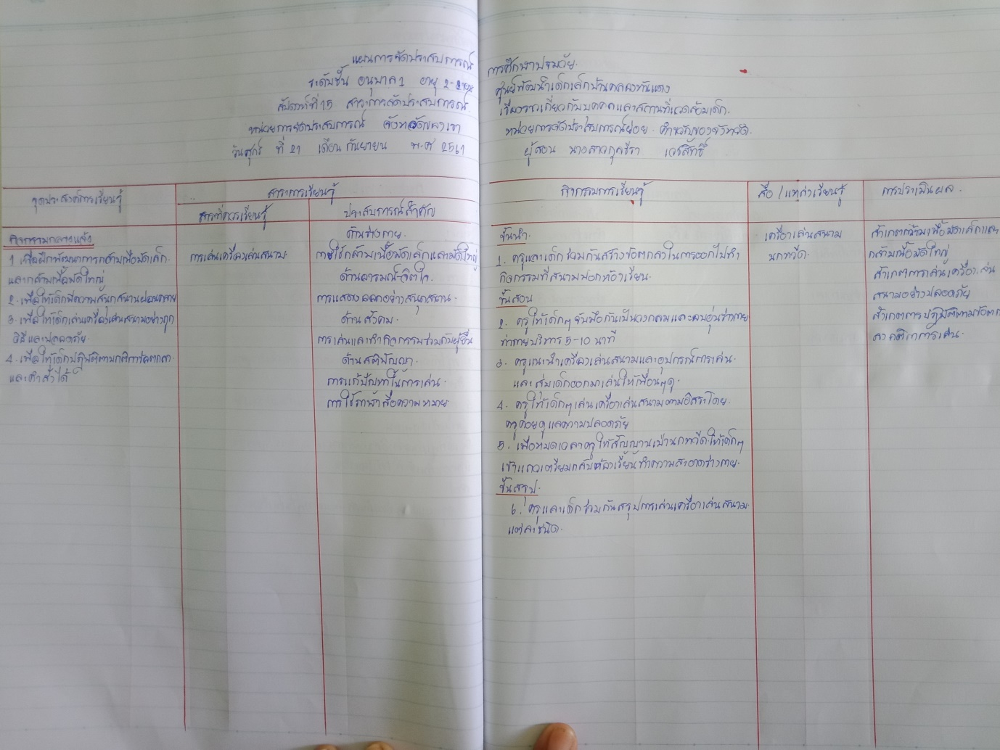 แผนการจัดประสบการณ์
ระดับชั้น อนุบาล 1 อายุ 2-3ขวบ
สัปดาห์ที่ 15 สาระการจัดประสบการณ์
หน่วยการจัดประสบการณ์ จังหวัด
วันศุกร์ ที่ 21 เดือน กันยายน พ.ศ 2561
จุดประสงค์การเรียนรู้
สาระการเรียนรู้
สาระที่ควรเรียนรู้
ประสบการณ์สำคัญ
กิจกรรมกลางแจ้ง
1. เพื่อฝึกพัฒนาการกล้ามเนื้อมัดเล็ก
และกล้ามเนื้อมัดใหญ่
2. เพื่อให้เด็กมีความสนุกสนานผ่อนคลาย
3. เพื่อให้เด็กเล่นเครื่องเล่นสนามอย่างถูก
วิธีและปลอดภัย
4. เพื่อให้เด็กปฏิบัติตามกติกาข้อตกลง
และคำสั่งได้
การเล่นเครื่องเล่นสนาม
ด้านร่างกาย
การใช้กล้ามเนื้อมัดเล็กและมัดใหญ่
ด้านอารมณ์-จิตใจ
การแสดงออกอย่างสนุกสนาน
ด้านสังคม
การเล่นและทำกิจกรรมร่วมกับผู้อื่น
ด้านสติปัญญา
การแก้ปัญหาในการเล่น
การใช้ภาษาสื่อความหมาย
การศึกษาปฐมวัย
ศูนย์พัฒนาเด็กเล็กบ้านคลองทับแดง
เรื่องราวเกี่ยวกับบุคคลและสถานที่แวดล้อมเด็ก
หน่วยการจัดประสบการณ์ย่อย คำขวัญของจังหวัด
ผู้สอน นางสาวกุลธิรา
กิจกรรมการเรียนรู้
สื่อ / แหล่งเรียนรู้
การประเมินผล
ขั้นนำ
1. ครูและเด็กร่วมกันสร้างข้อตกลงในการออกไปทำ
กิจกรรมที่สนามนอกห้องเรียน
ขั้นสอน
2. ครูให้เด็กๆ จับมือกันเป็นวงกลมและอบอุ่นร่างกาย
ท่ากายบริหาร 5-10 นาที
3. ครูแนะนำเครื่องเล่นสนามและอุปกรณ์การเล่น
และสุ่มเด็กออกมาเล่นให้เพื่อนๆดู
4. ครูให้เด็กๆเล่นเครื่องเล่นสนามตามอิสระโดย
ครูคอยดูแลความปลอดภัย
5. เมื่อหมดเวลาครูให้สัญญาณเป่านกหวีดให้เด็กๆ
เข้าแถวเตรียมกลับห้องเรียน ทำความสะอาดร่างกาย
ขั้นสรุป
6. ครูและเด็กร่วมกันสรุปการเล่นเครื่องเล่นสนาม
แต่ละชนิด
เครื่องเล่นสนาม
นกหวีด
สังเกตกล้ามเนื้อมัดเล็กและ
กล้ามเนื้อมัดใหญ่
สังเกตการเล่นเครื่องเล่น
สนามอย่างปลอดภัย
สังเกตการปฏิบัติตามข้อตก
ลงกติกาการเล่น